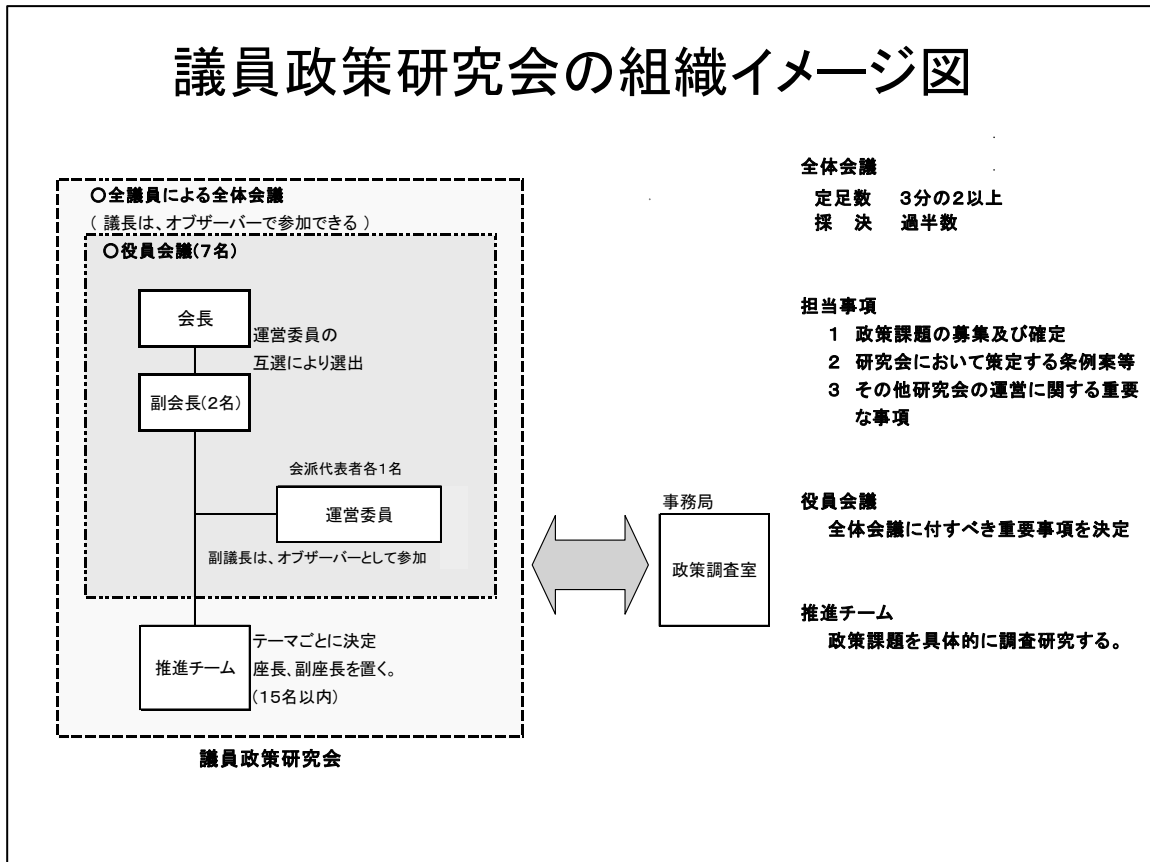 議員政策研究会の組織イメージ図
○全議員による全体会議
( 議長は、オブザーバーで参加できる )
○役員会議(7名)
会長
運営委員の
互選により選出
副会長(2名)
会派代表者各1名
運営委員
副議長は、オブザーバーとして参加
推進チーム
テーマごとに決定
座長、副座長を置く。
(15名以内)
議員政策研究会
事務局
政策調査室
全体会議
定足数 3分の2以上
採 決 過半数
担当事項
1 政策課題の募集及び確定
2 研究会において策定する条例案等
3 その他研究会の運営に関する重要
な事項
役員会議
全体会議に付すべき重要事項を決定
推進チーム
政策課題を具体的に調査研究する。